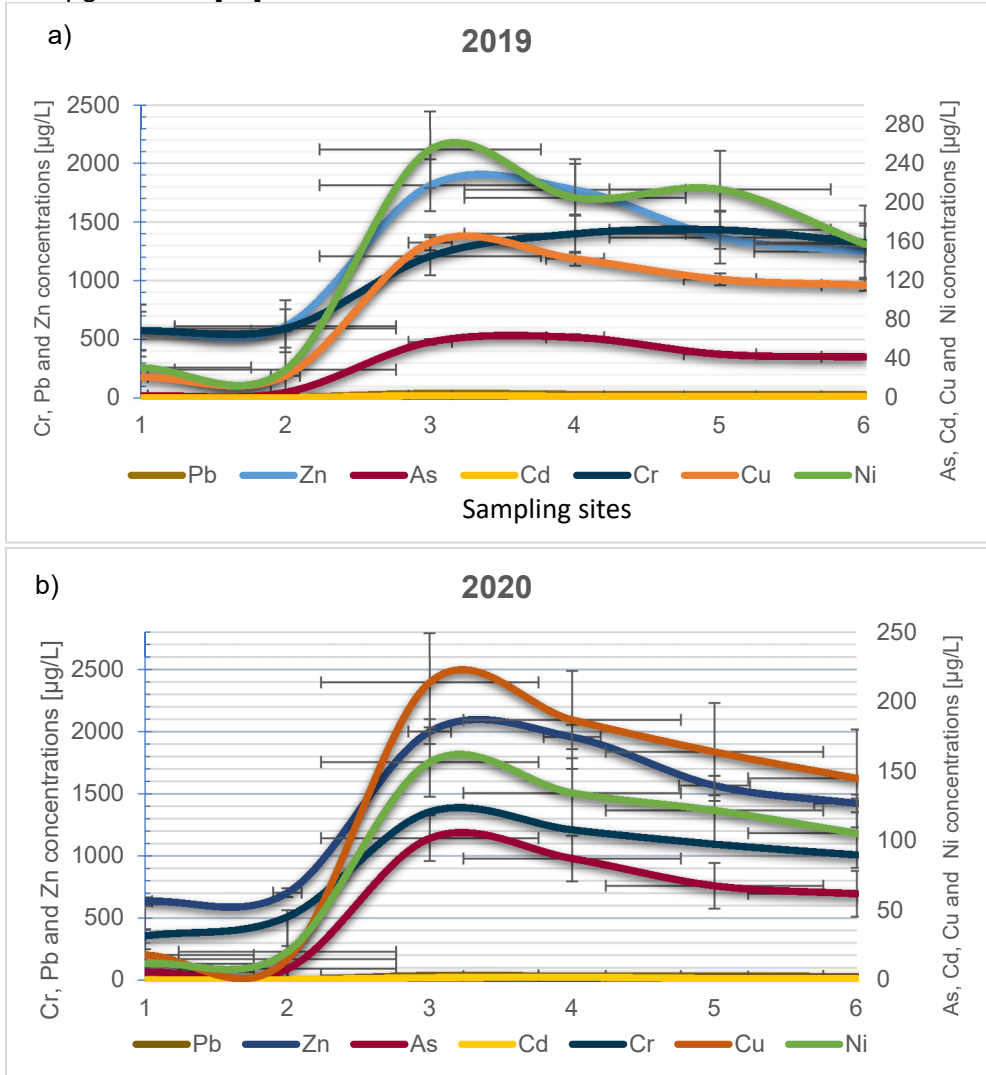 a)
2019
Cr, Pb and Zn concentrations [µg/L]
2500
2000
1500
1000
500
0
280
240
200
160
120
80
40
0
As, Cd, Cu and Ni concentrations [µg/L]
1 2 3 4 5 6
Pb Zn As Cd Cr Cu Ni
Sampling sites
b)
2020
Cr, Pb and Zn concentrations [µg/L]
2500
2000
1500
1000
500
0
250
200
150
100
50
0
As, Cd, Cu and Ni concentrations [µg/L]
1 2 3 4 5 6
Pb Zn As Cd Cr Cu Ni